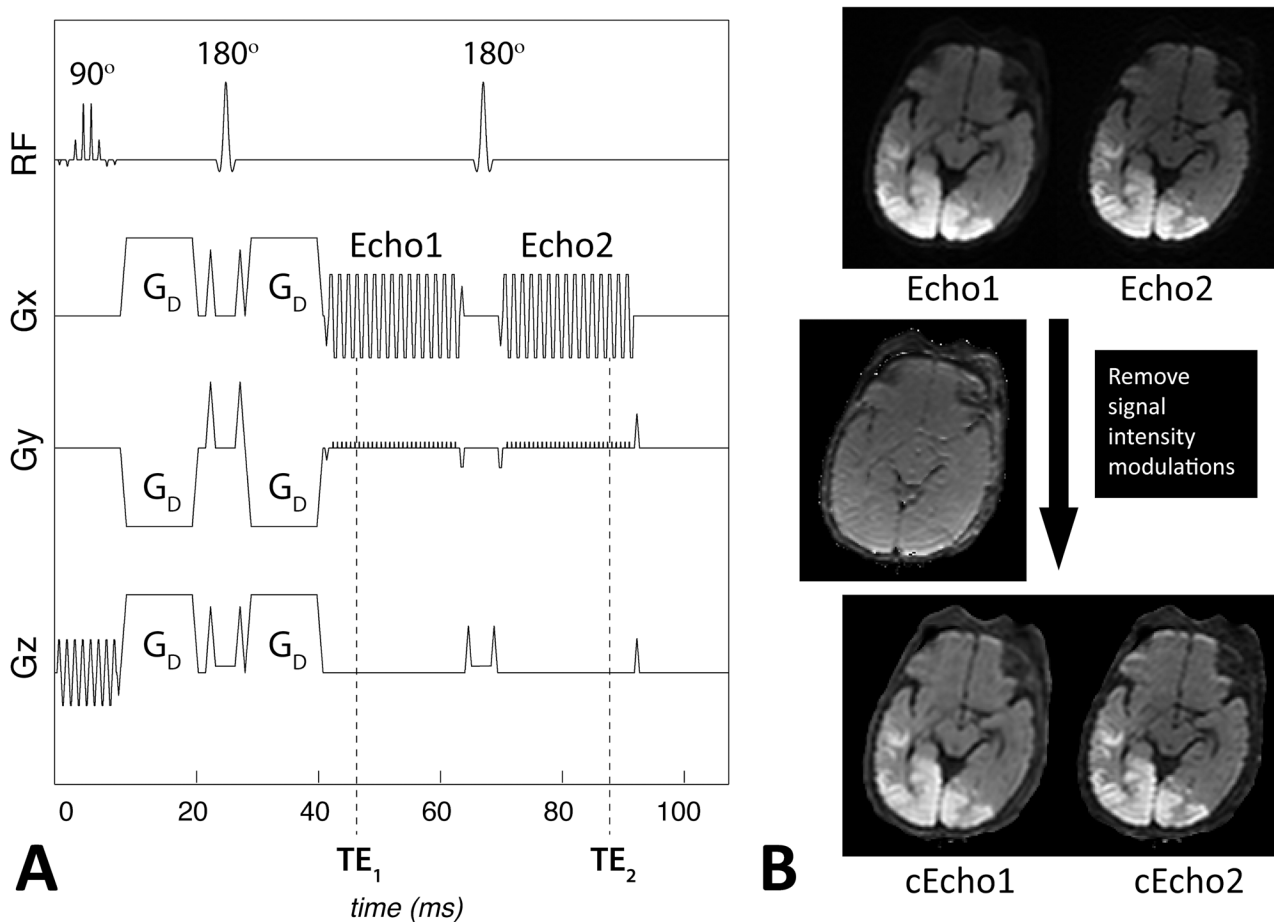 90°
180°
180°
RF
Echo1
Echo2
G_D
G_D
Gx
Gy
G_D
G_D
G_D
G_D
Gz
0 20 40 60 80 100
TE₁
TE₂
A
time (ms)
Echo1
Echo2
Remove
signal
intensity
modulations
B
cEcho1
cEcho2